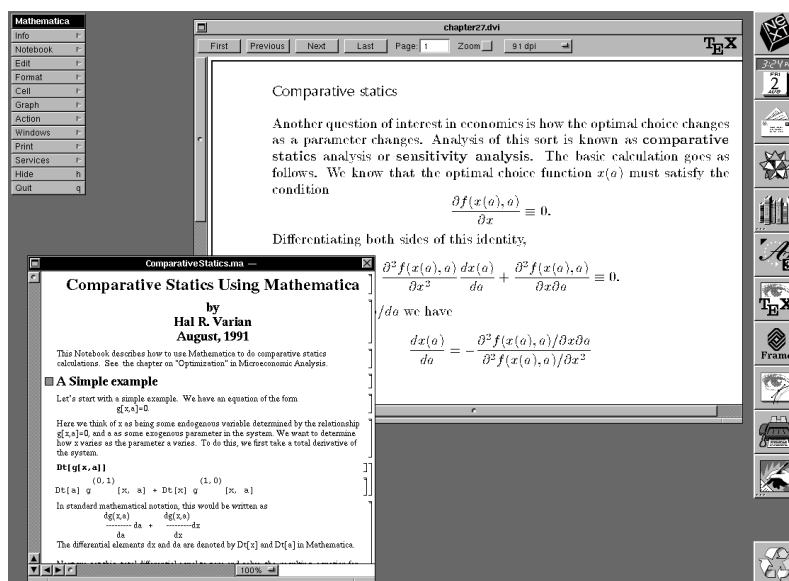 Mathematica
Info
Notebook
Edit
Format
Cell
Graph
Action
Windows
Print
Services
Hide h
Quit q
chapter27.dvi
First Previous Next Last Page: 1 Zoom 91 dpi TEX
Comparative statics
Another question of interest in economics is how the optimal choice changes
as a parameter changes. Analysis of this sort is known as comparative
statics analysis or sensitivity analysis. The basic calculation goes as
follows. We know that the optimal choice function x(a) must satisfy the
condition
∂f(x(a), a)/∂x ≡ 0.
Differentiating both sides of this identity,
∂²f(x(a), a)/∂x² dx(a)/da + ∂²f(x(a), a)/∂x∂a ≡ 0.
/da we have
dx(a)/da = −∂²f(x(a), a)/∂x∂a / ∂²f(x(a), a)/∂x²
ComparativeStatics.ma —
Comparative Statics Using Mathematica
by
Hal R. Varian
August, 1991
This Notebook describes how to use Mathematica to do comparative statics
calculations. See the chapter on "Optimization" in Microeconomic Analysis.
A Simple example
Let's start with a simple example. We have an equation of the form
g[x,a]=0.
Here we think of x as being some endogenous variable determined by the relationship
g[x,a]=0, and a as some exogenous parameter in the system. We want to determine
how x varies as the parameter a varies. To do this, we first take a total derivative of
the system.
Dt[g[x,a]]
(0,1) (1,0)
Dt[a] g [x, a] + Dt[x] g [x, a]
In standard mathematical notation, this would be written as
dg(x,a) dg(x,a)
--------- da + --------dx
da dx
The differential elements dx and da are denoted by Dt[x] and Dt[a] in Mathematica.
100%
NeXT
3:24
FRI
2
AUG
TEX
Frame